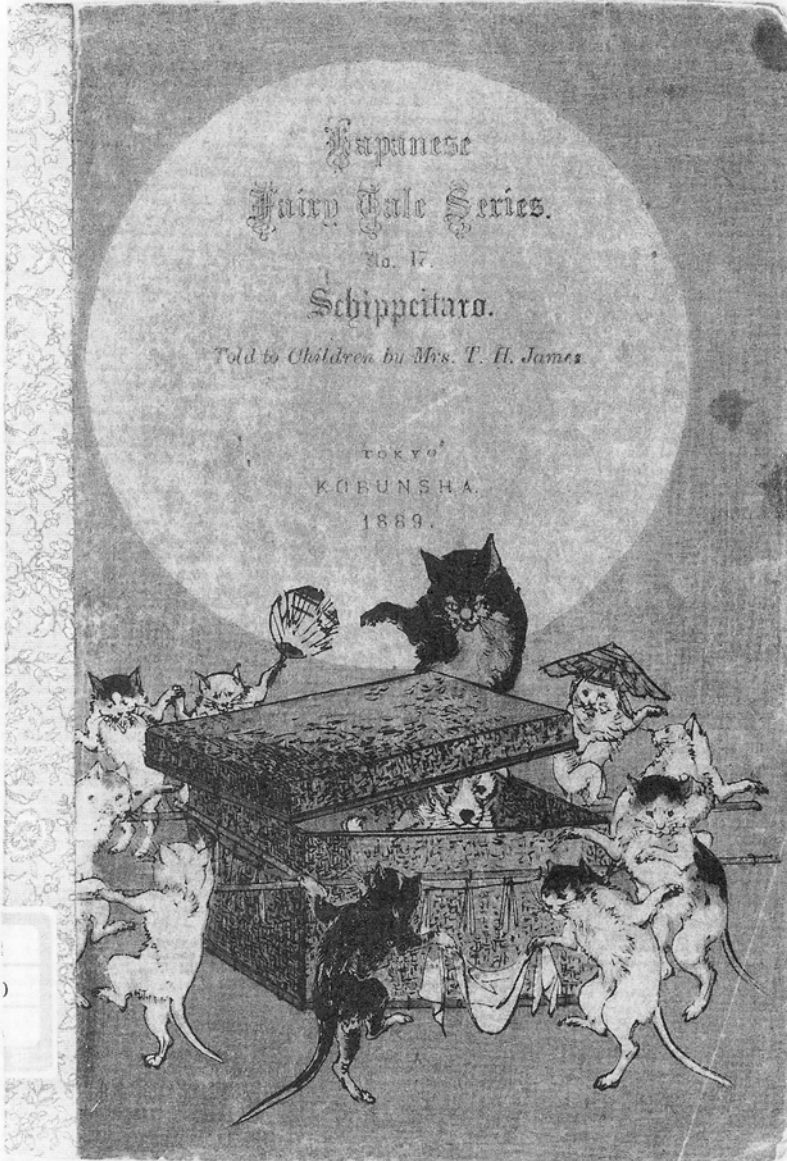 Japanese
Fairy Tale Series.
No. 17.
Schippeitaro.
Told to Children by Mrs. T. H. James
TOKYO
KOBUNSHA.
1889.